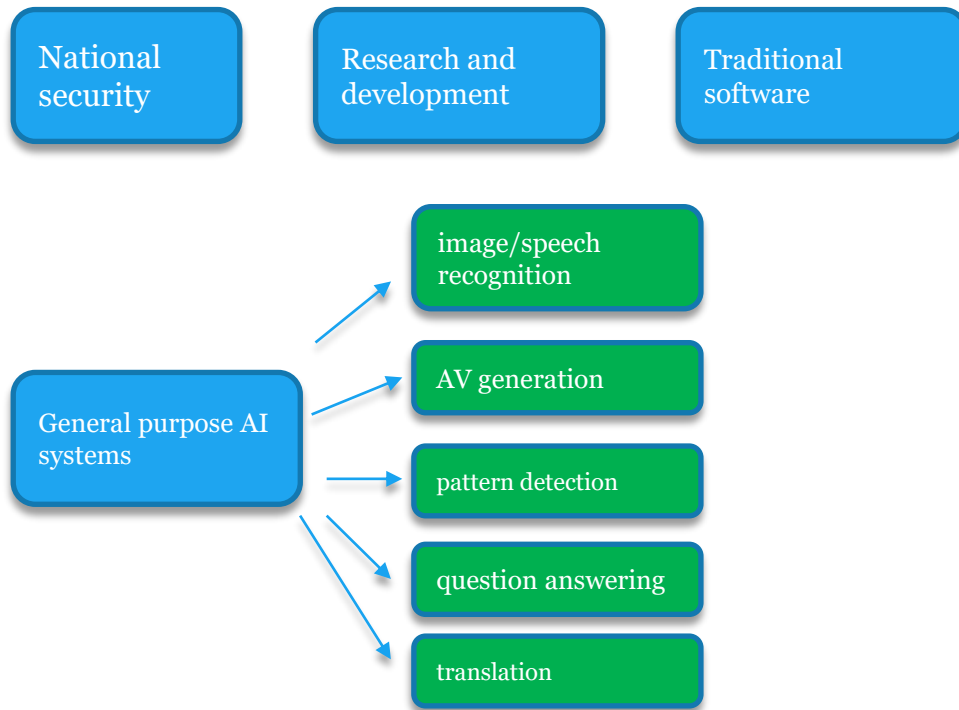 National
security
Research and
development
Traditional
software
image/speech
recognition
AV generation
General purpose AI
systems
pattern detection
question answering
translation